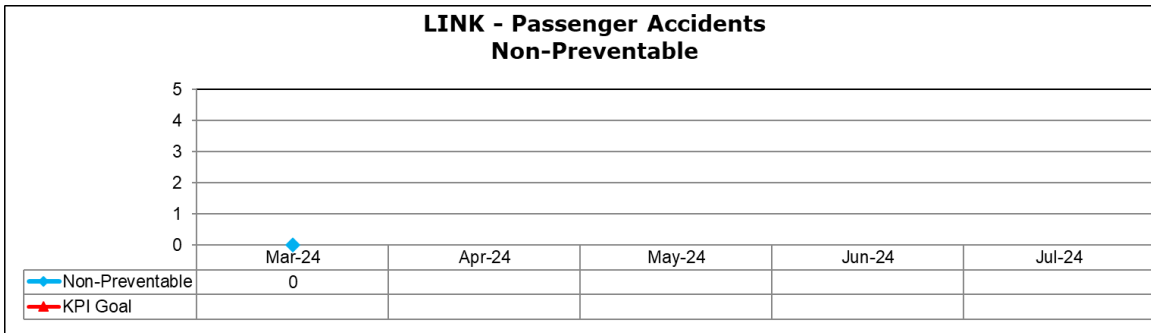 LINK - Passenger Accidents
Non-Preventable
5
4
3
2
1
0
Mar-24 Apr-24 May-24 Jun-24 Jul-24
Non-Preventable 0
KPI Goal